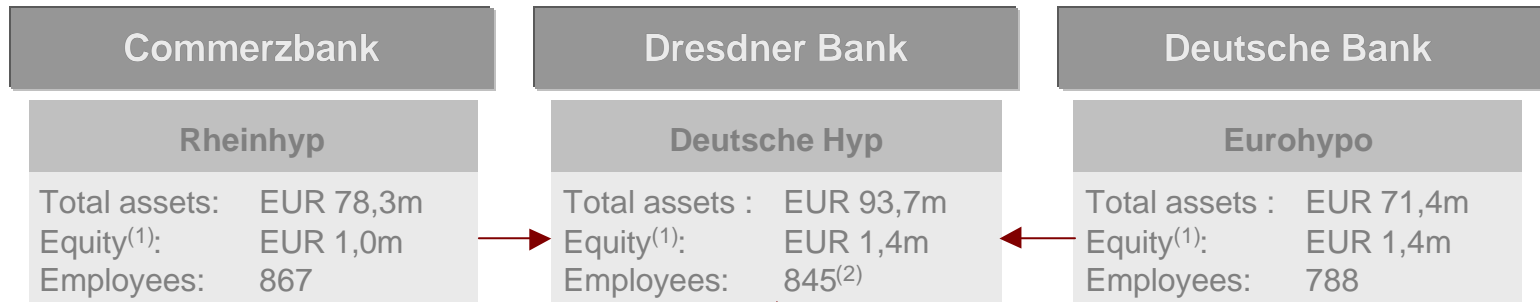 Commerzbank
Rheinhyp
Total assets: EUR 78,3m
Equity(1): EUR 1,0m
Employees: 867
Dresdner Bank
Deutsche Hyp
Total assets : EUR 93,7m
Equity(1): EUR 1,4m
Employees: 845(2)
Deutsche Bank
Eurohypo
Total assets : EUR 71,4m
Equity(1): EUR 1,4m
Employees: 788